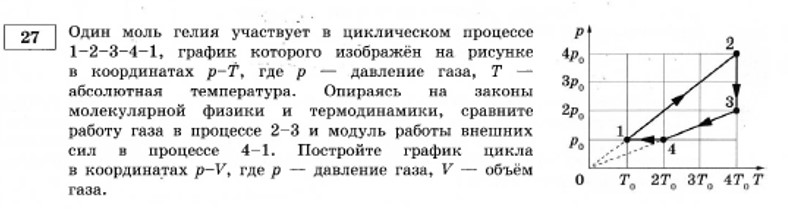 27
Один моль гелия участвует в циклическом процессе
1–2–3–4–1, график которого изображён на рисунке
в координатах p–T, где p — давление газа, T —
абсолютная температура. Опираясь на законы
молекулярной физики и термодинамики, сравните
работу газа в процессе 2–3 и модуль работы внешних
сил в процессе 4–1. Постройте график цикла
в координатах p–V, где p — давление газа, V — объём
газа.
p
4p₀
3p₀
2p₀
p₀
1
2
3
4
0 T₀ 2T₀ 3T₀ 4T₀ T